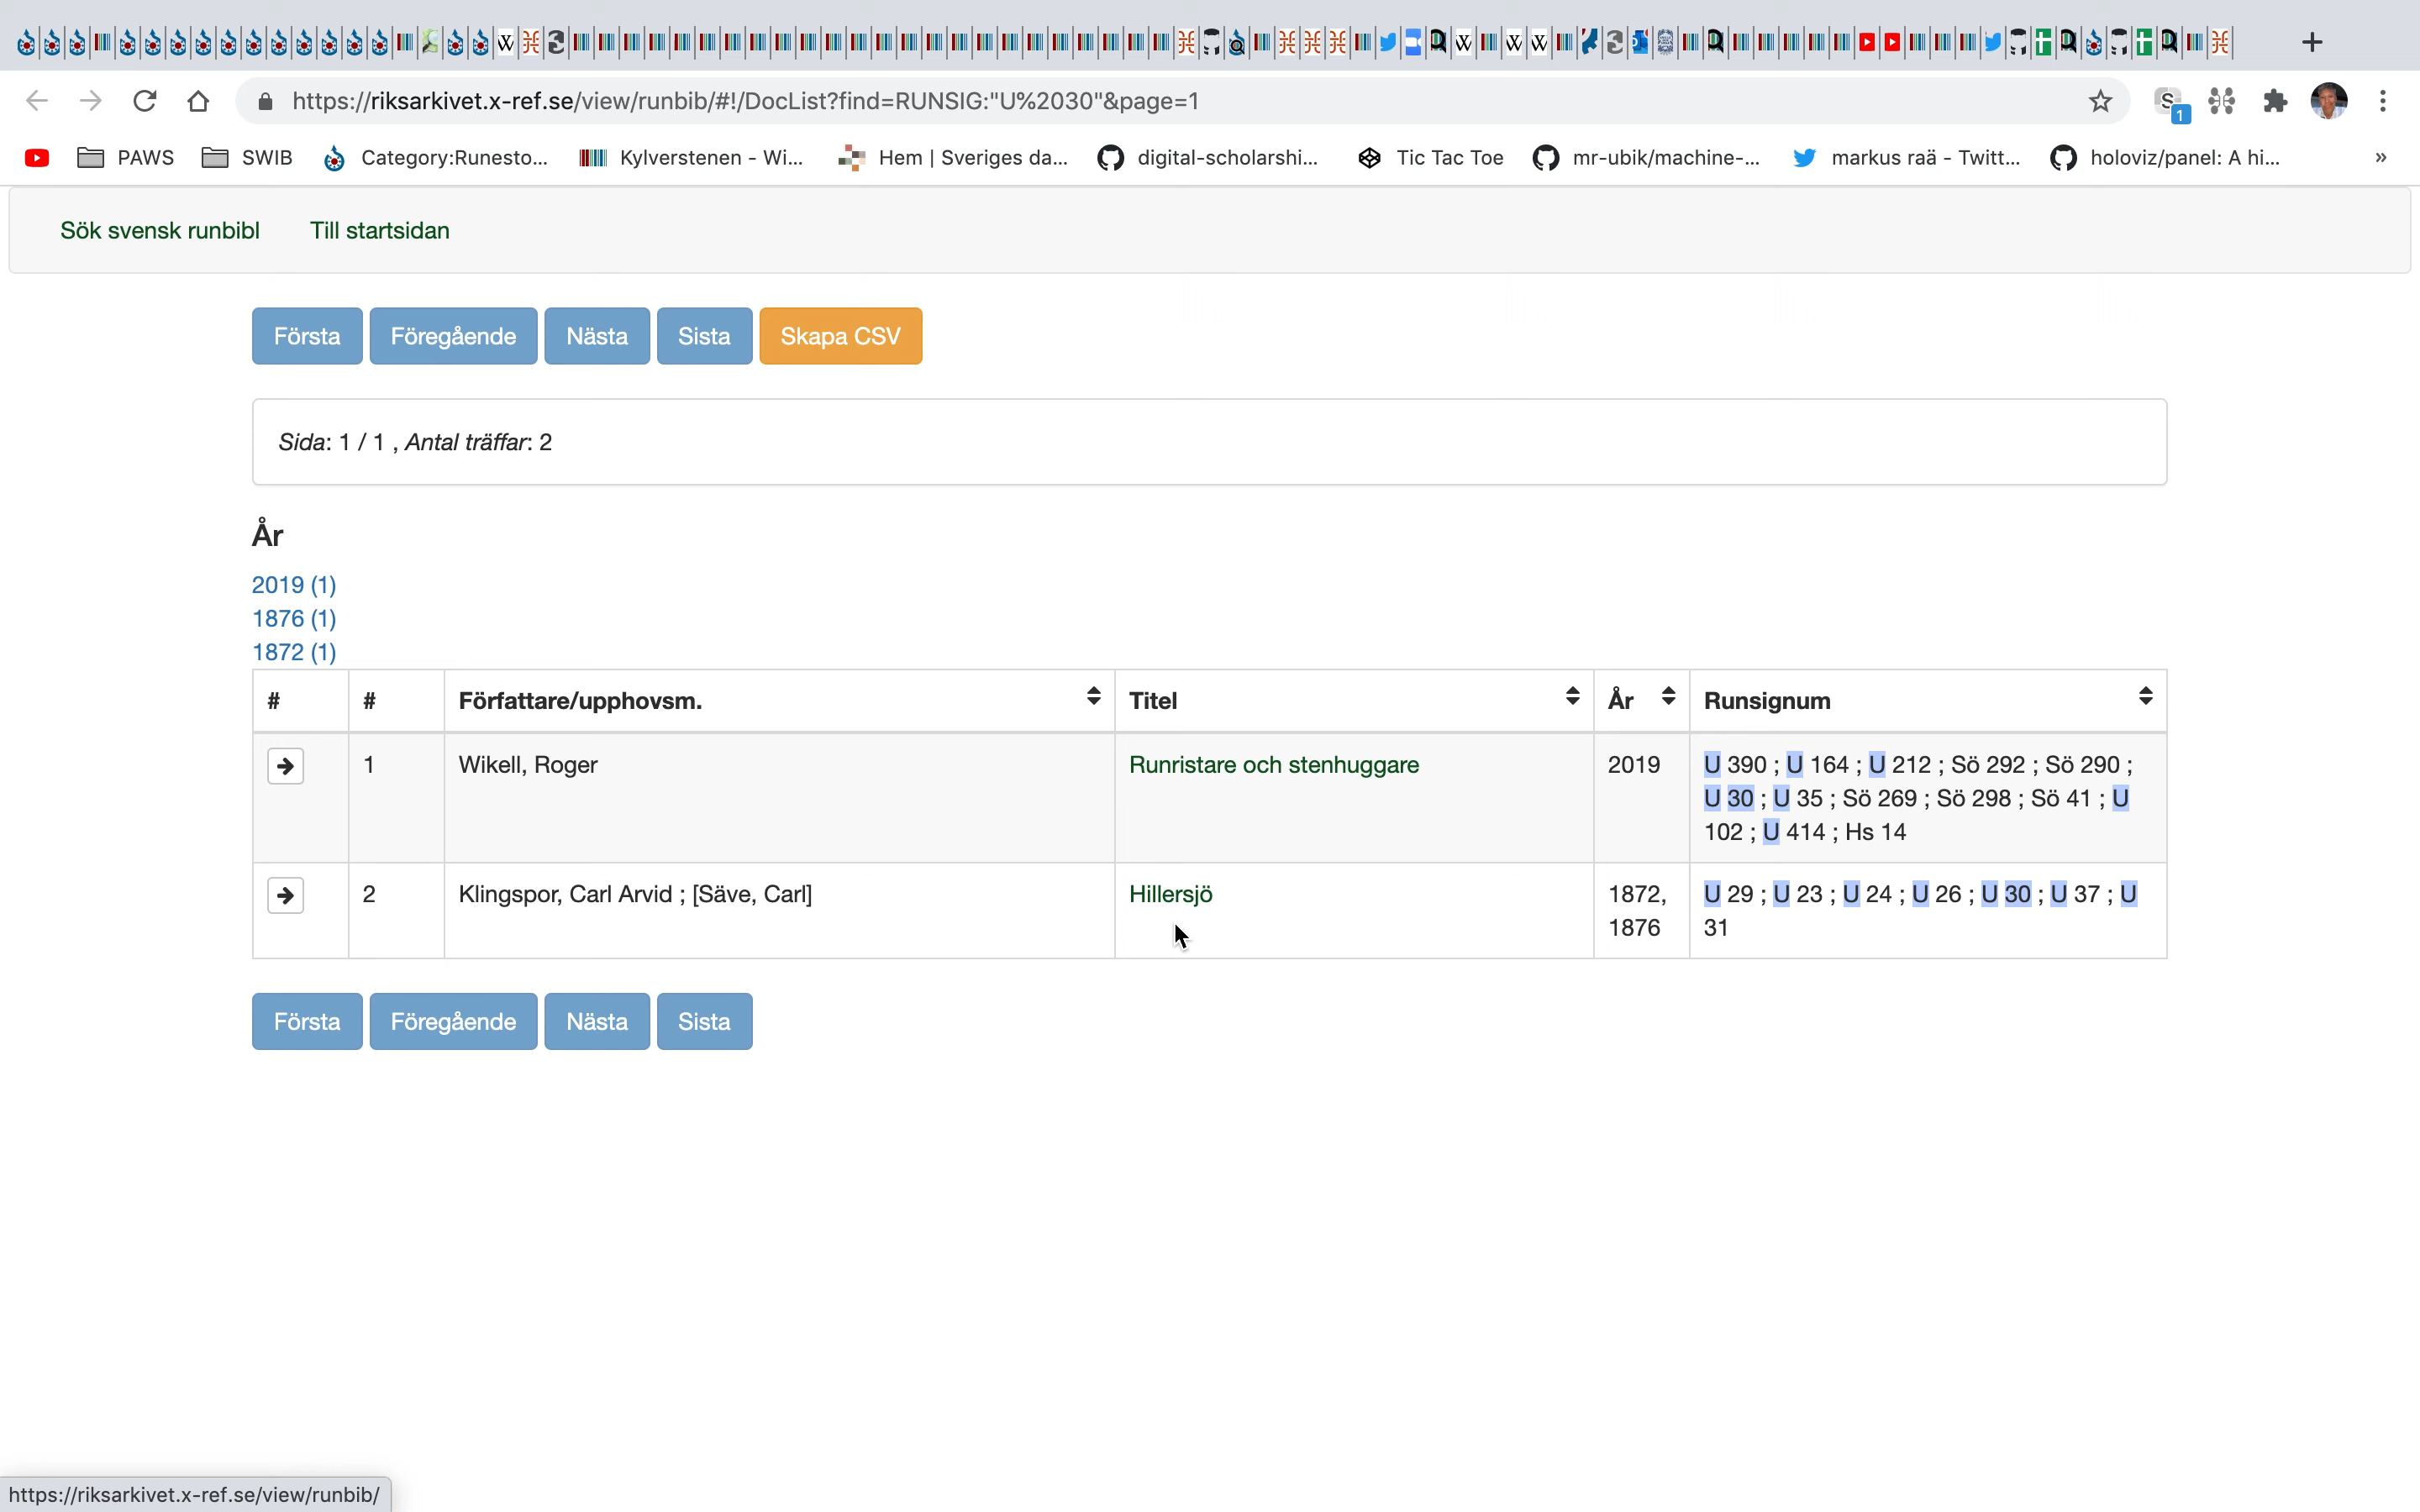 https://riksarkivet.x-ref.se/view/runbib/#!/DocList?find=RUNSIG:"U%2030"&page=1
S 1
PAWS SWIB Category:Runesto... Kylverstenen - Wi... Hem | Sveriges da... digital-scholarshi... Tic Tac Toe mr-ubik/machine-... markus raä - Twitt... holoviz/panel: A hi... »
Sök svensk runbibl Till startsidan
Första Föregående Nästa Sista Skapa CSV
Sida: 1 / 1 , Antal träffar: 2
År
2019 (1)
1876 (1)
1872 (1)
# # Författare/upphovsm. Titel År Runsignum
1 Wikell, Roger Runristare och stenhuggare 2019 U 390 ; U 164 ; U 212 ; Sö 292 ; Sö 290 ;
U 30 ; U 35 ; Sö 269 ; Sö 298 ; Sö 41 ; U
102 ; U 414 ; Hs 14
2 Klingspor, Carl Arvid ; [Säve, Carl] Hillersjö 1872, U 29 ; U 23 ; U 24 ; U 26 ; U 30 ; U 37 ; U
1876 31
Första Föregående Nästa Sista
https://riksarkivet.x-ref.se/view/runbib/